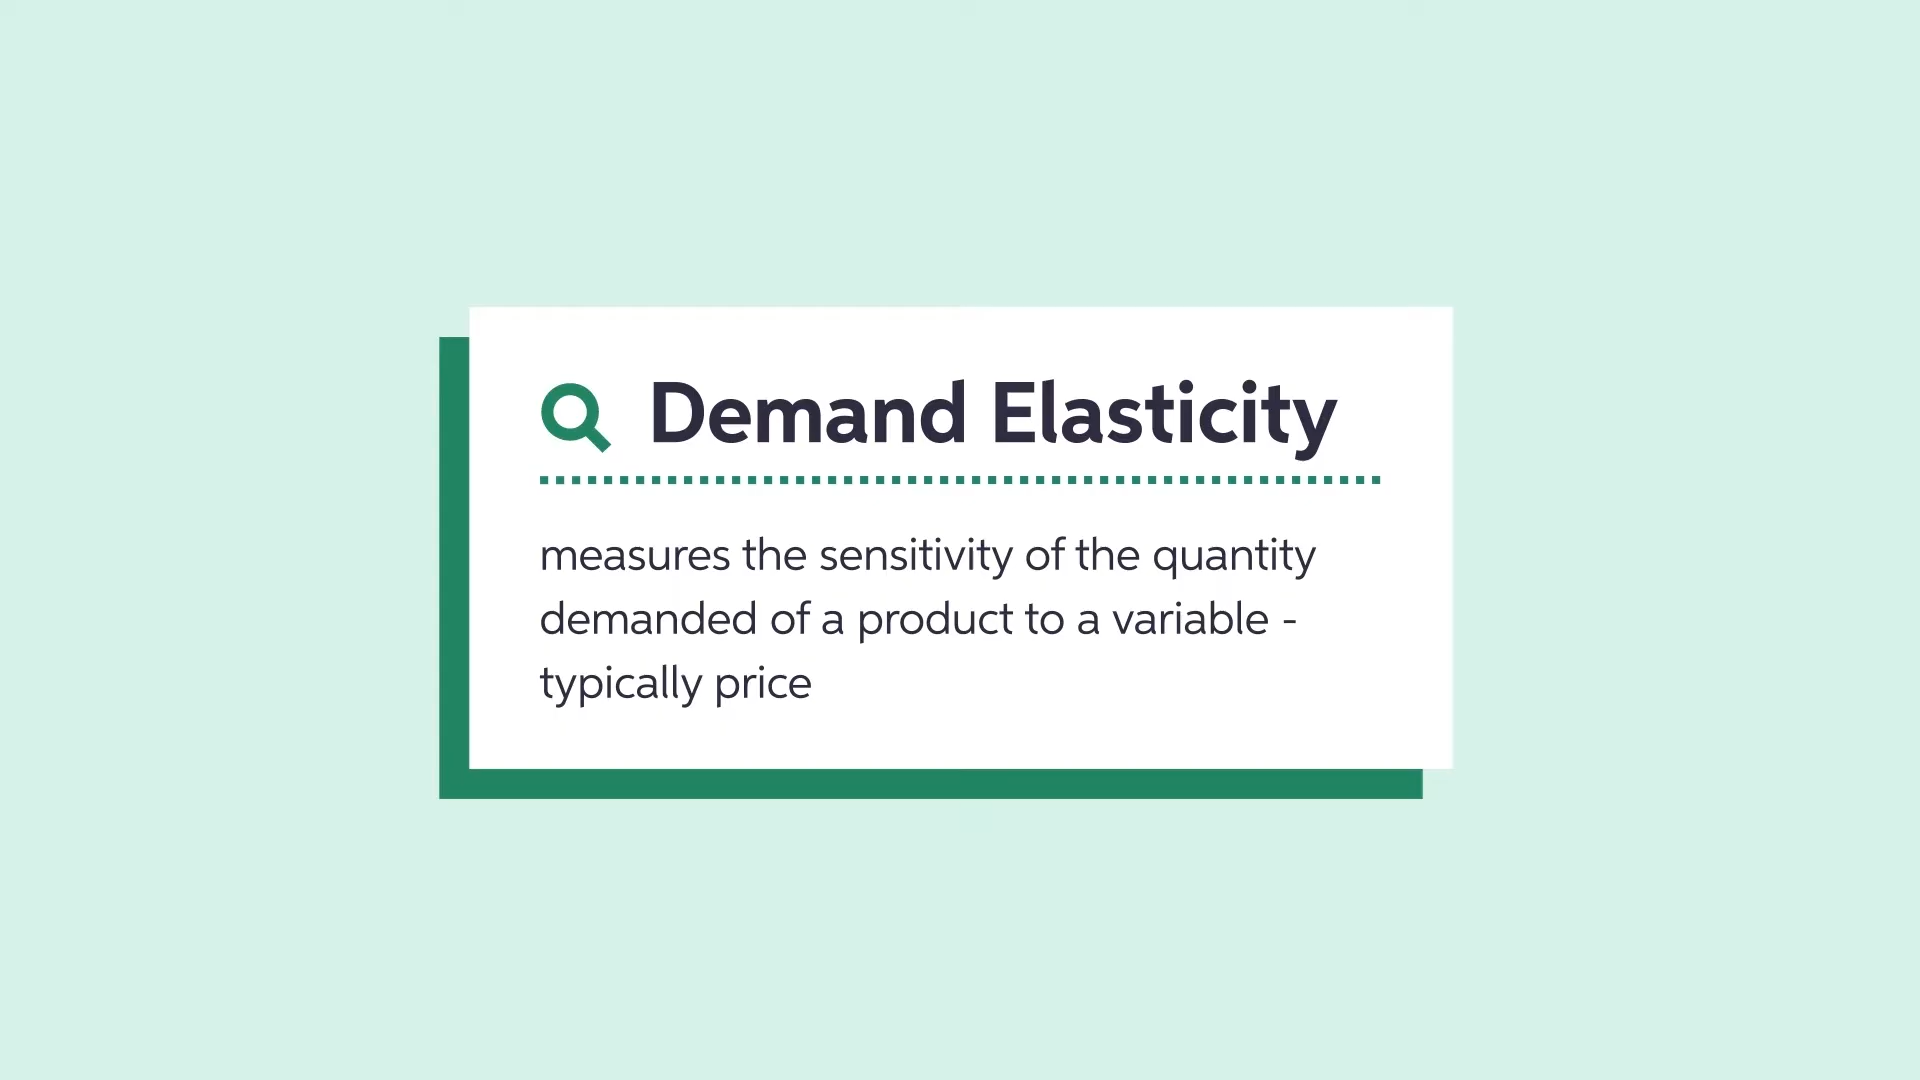 Demand Elasticity
measures the sensitivity of the quantity
demanded of a product to a variable -
typically price